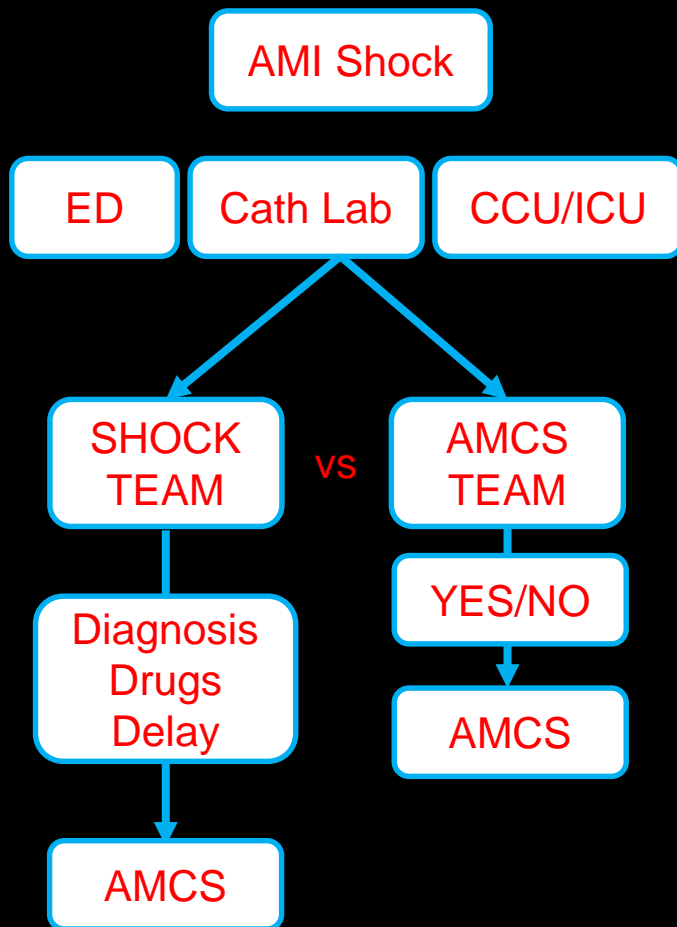 AMI Shock
ED
Cath Lab
CCU/ICU
SHOCK
TEAM
vs
AMCS
TEAM
YES/NO
Diagnosis
Drugs
Delay
AMCS
AMCS